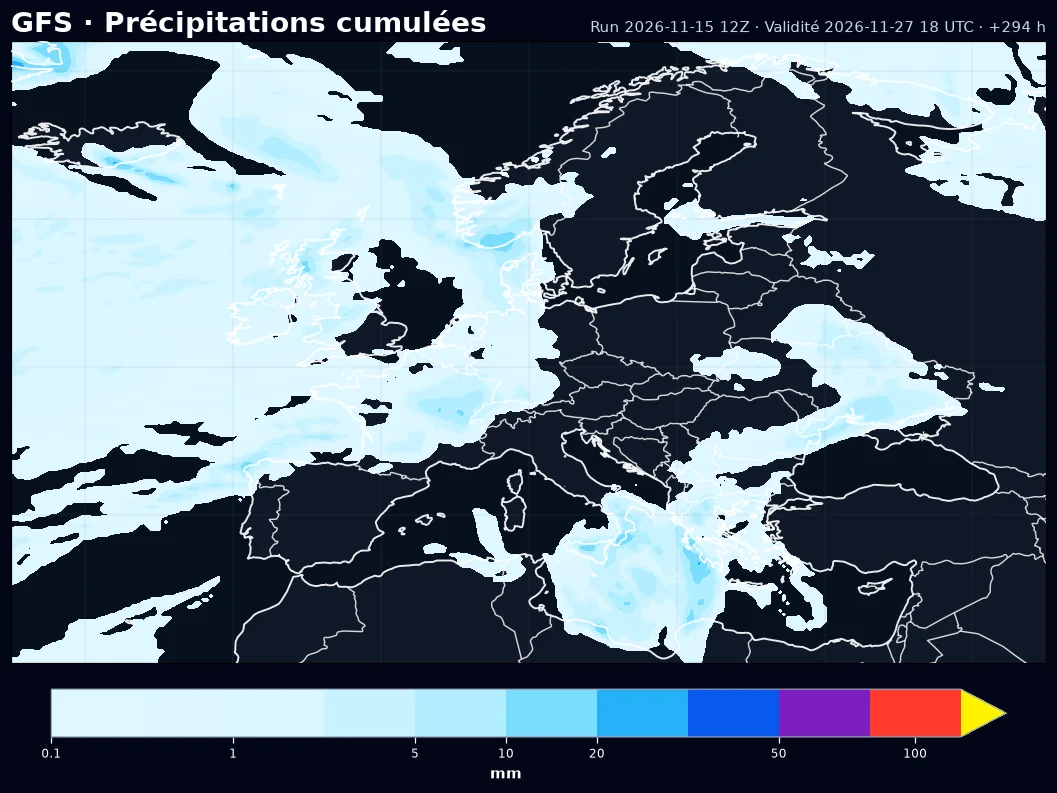 GFS · Précipitations cumulées
Run 2026-11-15 12Z · Validité 2026-11-27 18 UTC · +294 h
0.1 1 5 10 20 50 100
mm